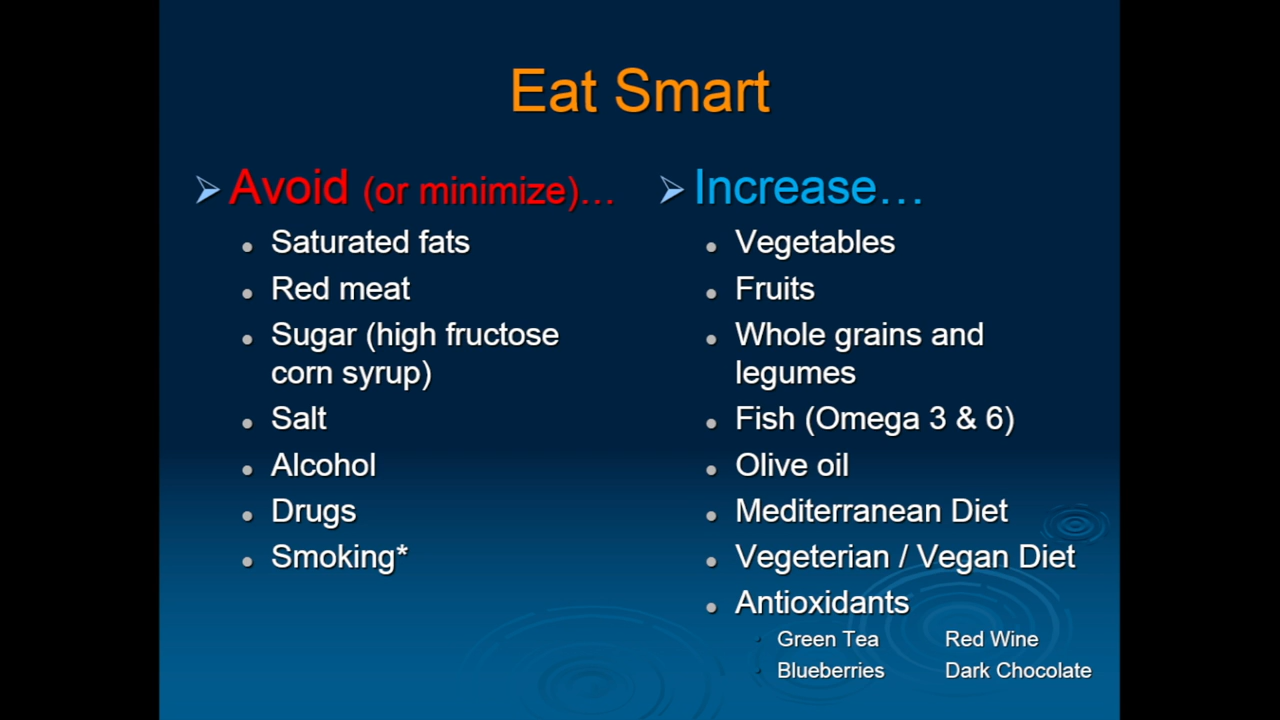 Eat Smart
Avoid (or minimize)…
Saturated fats
Red meat
Sugar (high fructose
corn syrup)
Salt
Alcohol
Drugs
Smoking*
Increase…
Vegetables
Fruits
Whole grains and
legumes
Fish (Omega 3 & 6)
Olive oil
Mediterranean Diet
Vegeterian / Vegan Diet
Antioxidants
Green Tea Red Wine
Blueberries Dark Chocolate